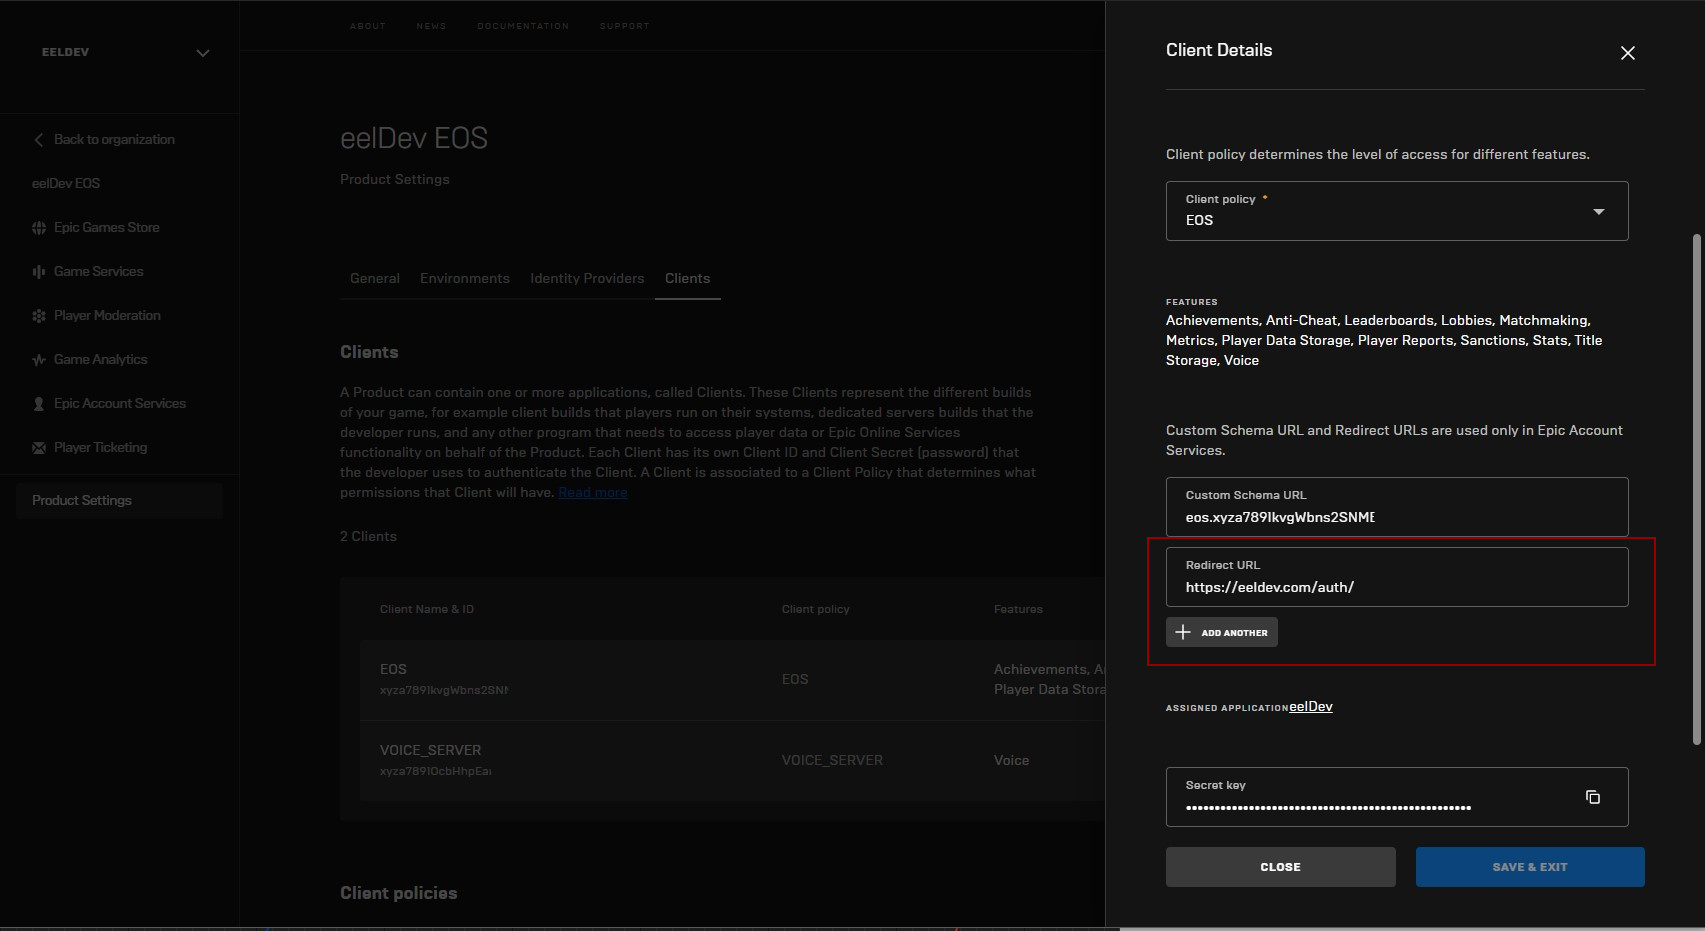 EELDEV
ABOUT NEWS DOCUMENTATION SUPPORT
Back to organization
eelDev EOS
Epic Games Store
Game Services
Player Moderation
Game Analytics
Epic Account Services
Player Ticketing
Product Settings
eelDev EOS
Product Settings
General Environments Identity Providers Clients
Clients
A Product can contain one or more applications, called Clients. These Clients represent the different builds
of your game, for example client builds that players run on their systems, dedicated servers builds that the
developer runs, and any other program that needs to access player data or Epic Online Services
functionality on behalf of the Product. Each Client has its own Client ID and Client Secret (password) that
the developer uses to authenticate the Client. A Client is associated to a Client Policy that determines what
permissions that Client will have. Read more
2 Clients
Client Name & ID Client policy Features
EOS
xyza7891kvgWbns2SNM
EOS
Achievements, A
Player Data Stora
VOICE_SERVER
xyza7891OcbHhpEa
VOICE_SERVER
Voice
Client policies
Client Details
Client policy determines the level of access for different features.
Client policy *
EOS
FEATURES
Achievements, Anti-Cheat, Leaderboards, Lobbies, Matchmaking,
Metrics, Player Data Storage, Player Reports, Sanctions, Stats, Title
Storage, Voice
Custom Schema URL and Redirect URLs are used only in Epic Account
Services.
Custom Schema URL
eos.xyza7891kvgWbns2SNME
Redirect URL
https://eeldev.com/auth/
ADD ANOTHER
ASSIGNED APPLICATION eelDev
Secret key
CLOSE
SAVE & EXIT